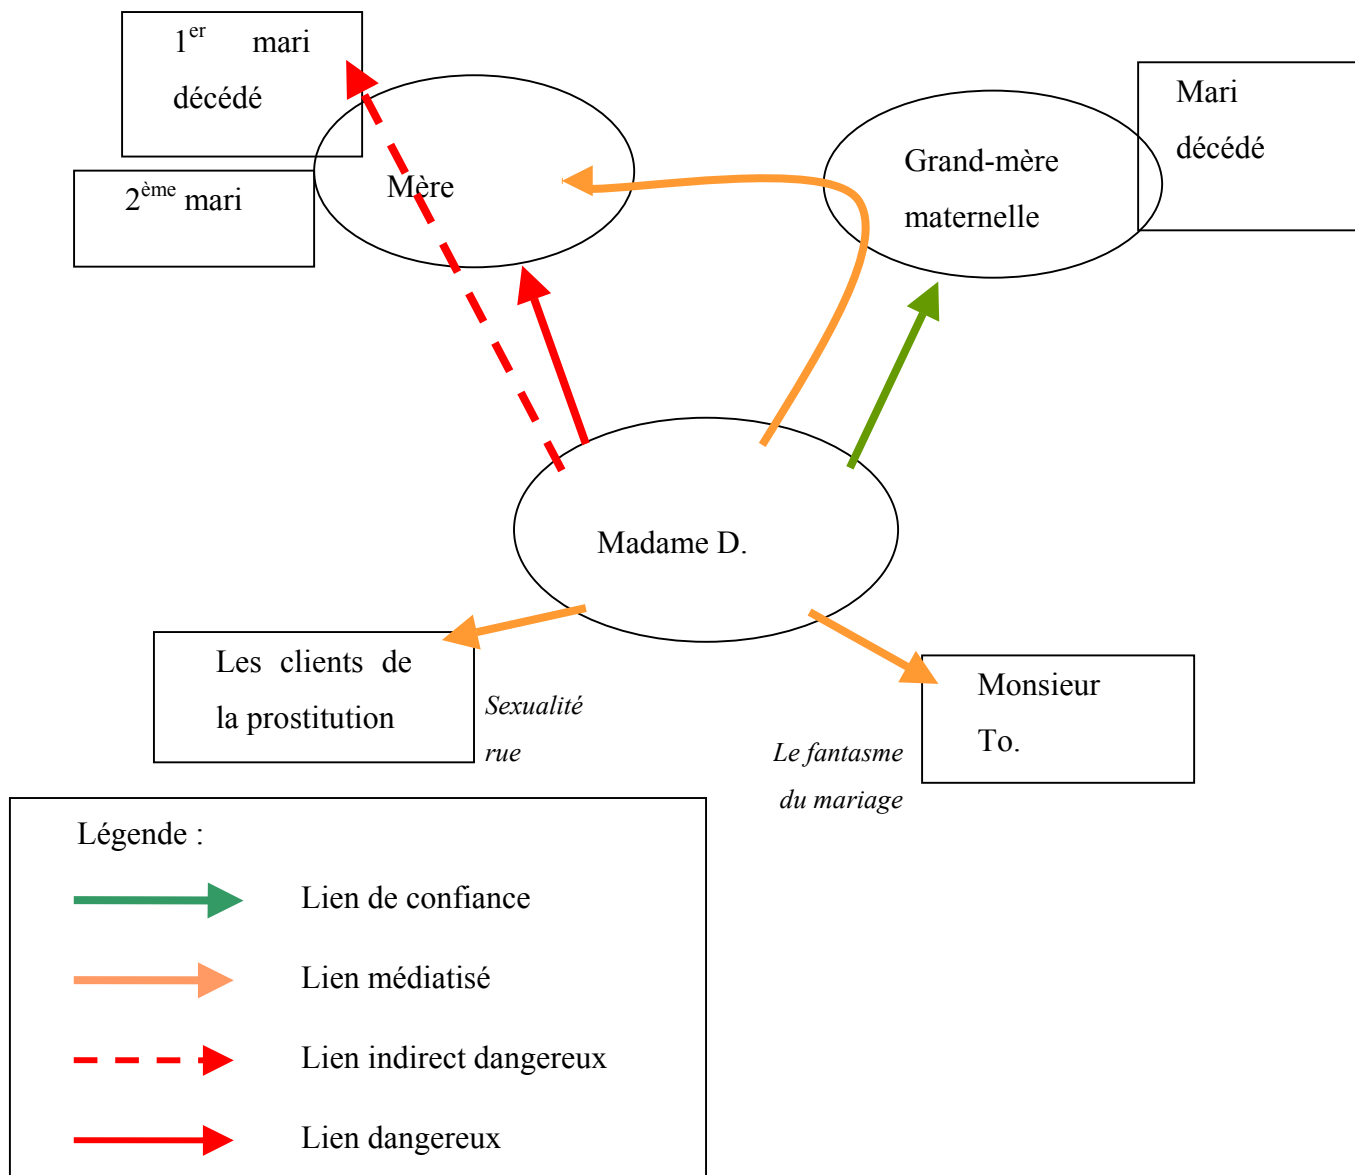 1er mari
décédé
2ème mari
Mère
Grand-mère
maternelle
Mari
décédé
Madame D.
Les clients de
la prostitution
Sexualité
rue
Le fantasme
du mariage
Monsieur
To.
Légende :
Lien de confiance
Lien médiatisé
Lien indirect dangereux
Lien dangereux